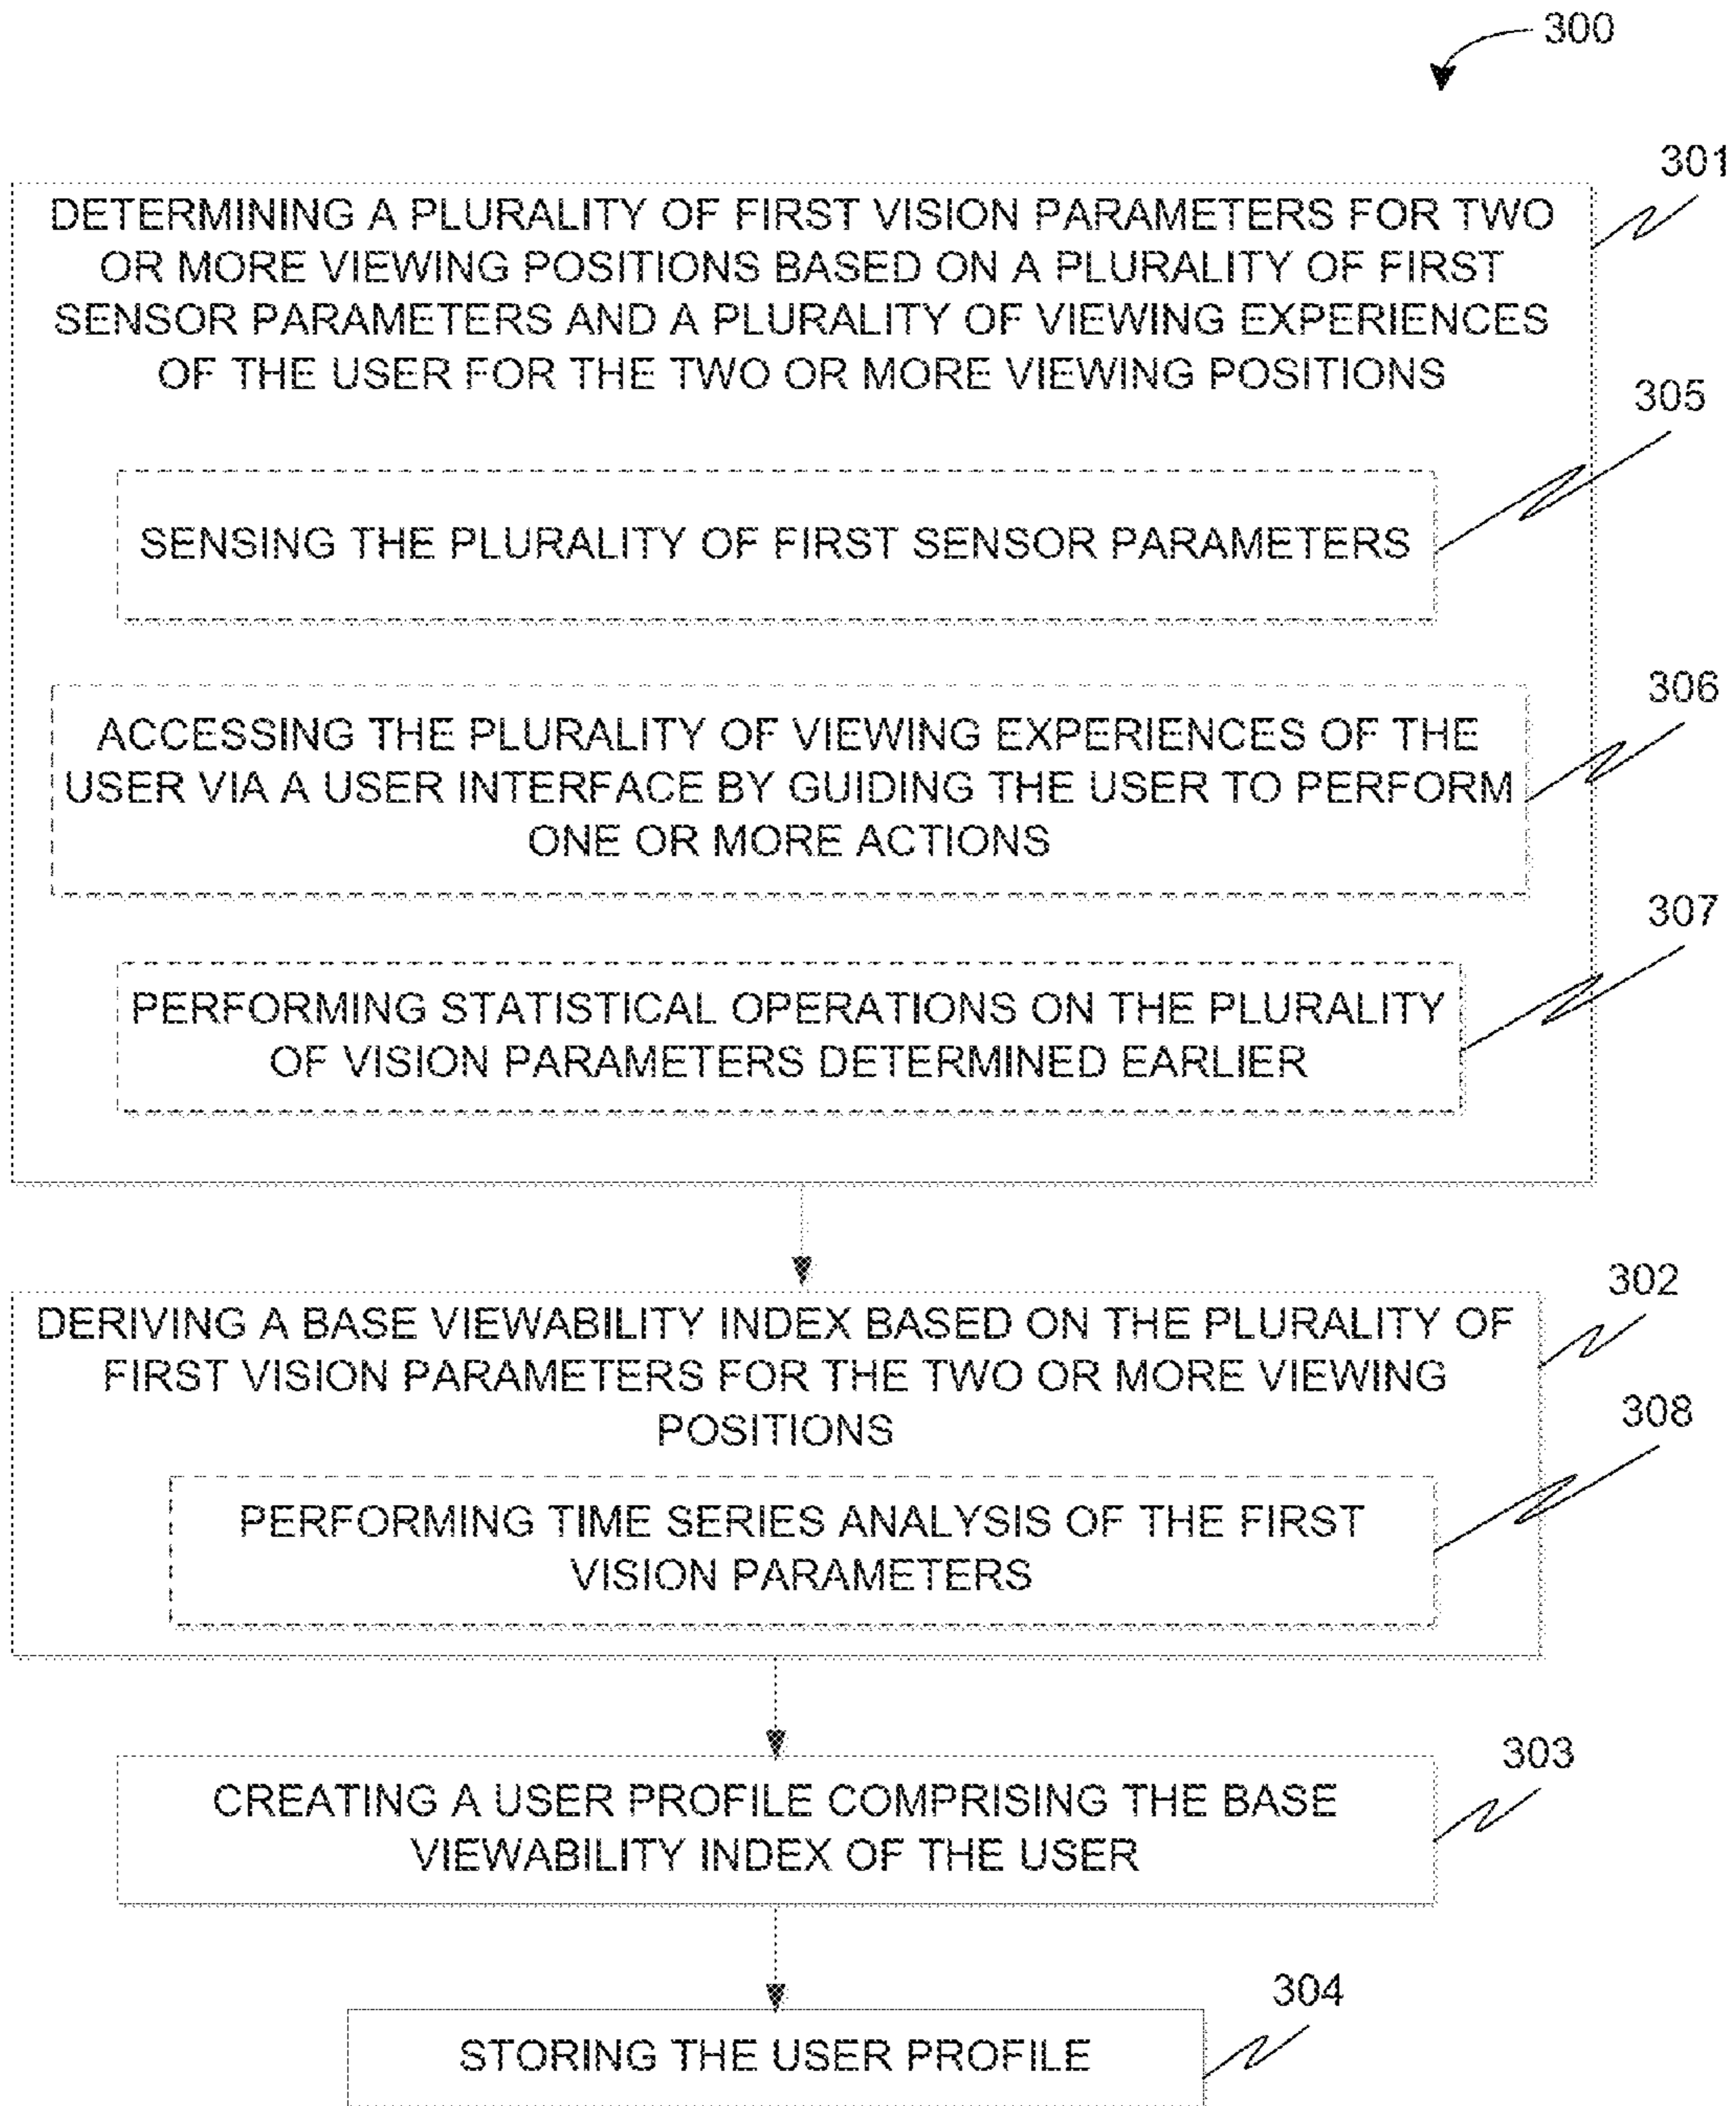 300
301
DETERMINING A PLURALITY OF FIRST VISION PARAMETERS FOR TWO
OR MORE VIEWING POSITIONS BASED ON A PLURALITY OF FIRST
SENSOR PARAMETERS AND A PLURALITY OF VIEWING EXPERIENCES
OF THE USER FOR THE TWO OR MORE VIEWING POSITIONS
305
SENSING THE PLURALITY OF FIRST SENSOR PARAMETERS
306
ACCESSING THE PLURALITY OF VIEWING EXPERIENCES OF THE
USER VIA A USER INTERFACE BY GUIDING THE USER TO PERFORM
ONE OR MORE ACTIONS
307
PERFORMING STATISTICAL OPERATIONS ON THE PLURALITY
OF VISION PARAMETERS DETERMINED EARLIER
302
DERIVING A BASE VIEWABILITY INDEX BASED ON THE PLURALITY OF
FIRST VISION PARAMETERS FOR THE TWO OR MORE VIEWING
POSITIONS
308
PERFORMING TIME SERIES ANALYSIS OF THE FIRST
VISION PARAMETERS
303
CREATING A USER PROFILE COMPRISING THE BASE
VIEWABILITY INDEX OF THE USER
304
STORING THE USER PROFILE